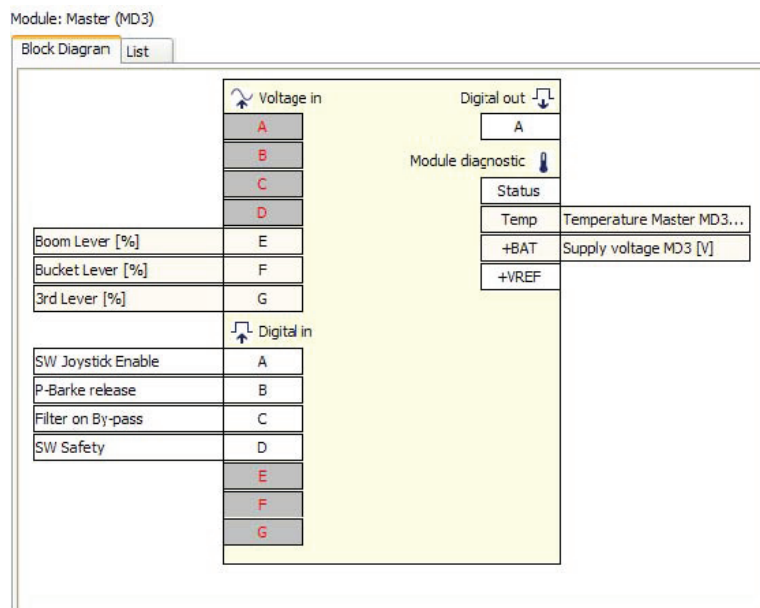 Module: Master (MD3)
Block Diagran List
Voltage in
A
B
C
D
Boom Lever [%] E
Bucket Lever [%] F
3rd Lever [%] G
Digital in
SW Joystick Enable A
P-Barke release B
Filter on By-pass C
SW Safety D
E
F
G
Digital out
A
Module diagnostic
Status
Temp Temperature Master MD3...
+BAT Supply voltage MD3 [V]
+VREF